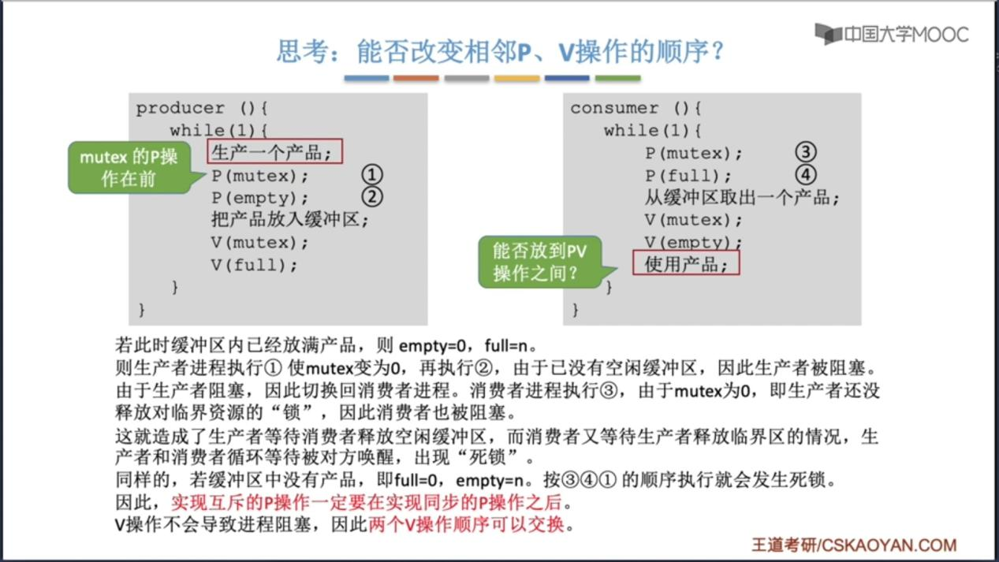 中国大学MOOC
思考：能否改变相邻P、V操作的顺序？
producer (){
while(1){
生产一个产品;
P(mutex); ①
P(empty); ②
把产品放入缓冲区;
V(mutex);
V(full);
}
}
mutex 的P操
作在前
consumer (){
while(1){
P(mutex); ③
P(full); ④
从缓冲区取出一个产品;
V(mutex);
V(empty);
使用产品;
}
}
能否放到PV
操作之间？
若此时缓冲区内已经放满产品，则 empty=0，full=n。
则生产者进程执行① 使mutex变为0，再执行②，由于已没有空闲缓冲区，因此生产者被阻塞。
由于生产者阻塞，因此切换回消费者进程。消费者进程执行③，由于mutex为0，即生产者还没
释放对临界资源的“锁”，因此消费者也被阻塞。
这就造成了生产者等待消费者释放空闲缓冲区，而消费者又等待生产者释放临界区的情况，生
产者和消费者循环等待被对方唤醒，出现“死锁”。
同样的，若缓冲区中没有产品，即full=0，empty=n。按③④① 的顺序执行就会发生死锁。
因此，实现互斥的P操作一定要在实现同步的P操作之后。
V操作不会导致进程阻塞，因此两个V操作顺序可以交换。
王道考研/CSKAOYAN.COM